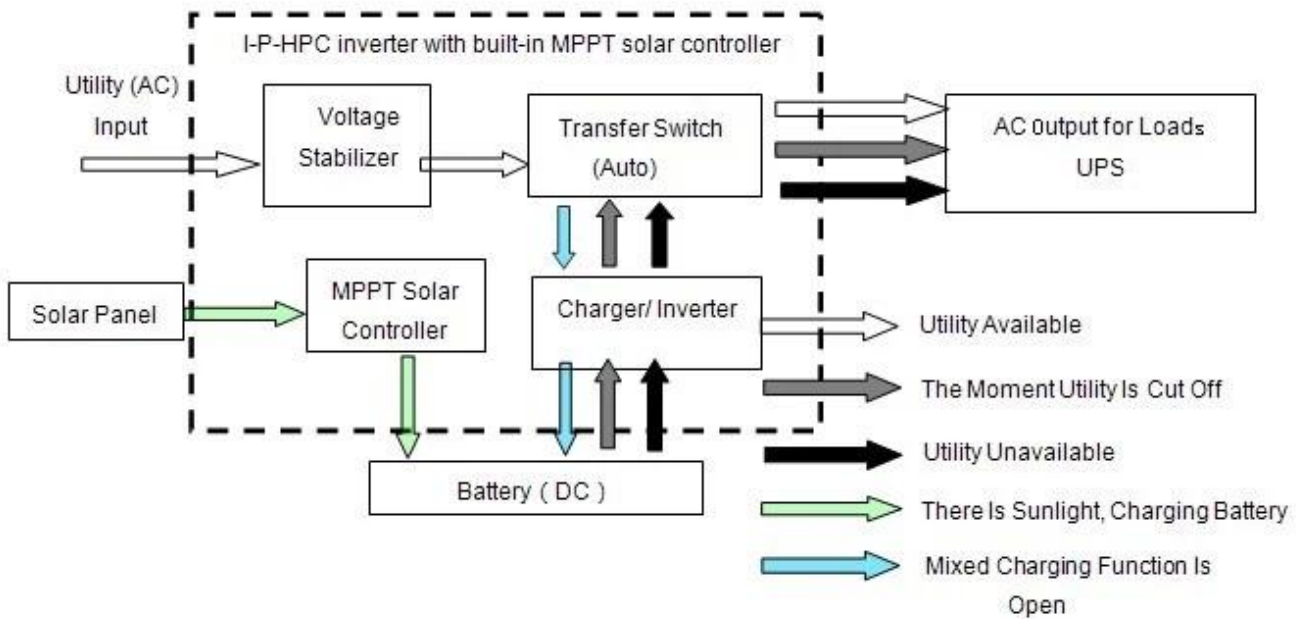 I-P-HPC inverter with built-in MPPT solar controller
Utility (AC)
Input
Voltage
Stabilizer
Transfer Switch
(Auto)
AC Output for Loads
UPS
Solar Panel
MPPT Solar
Controller
Charger/ Inverter
Utility Available
The Moment Utility Is Cut Off
Utility Unavailable
Battery ( DC )
There Is Sunlight, Charging Battery
Mixed Charging Function Is
Open